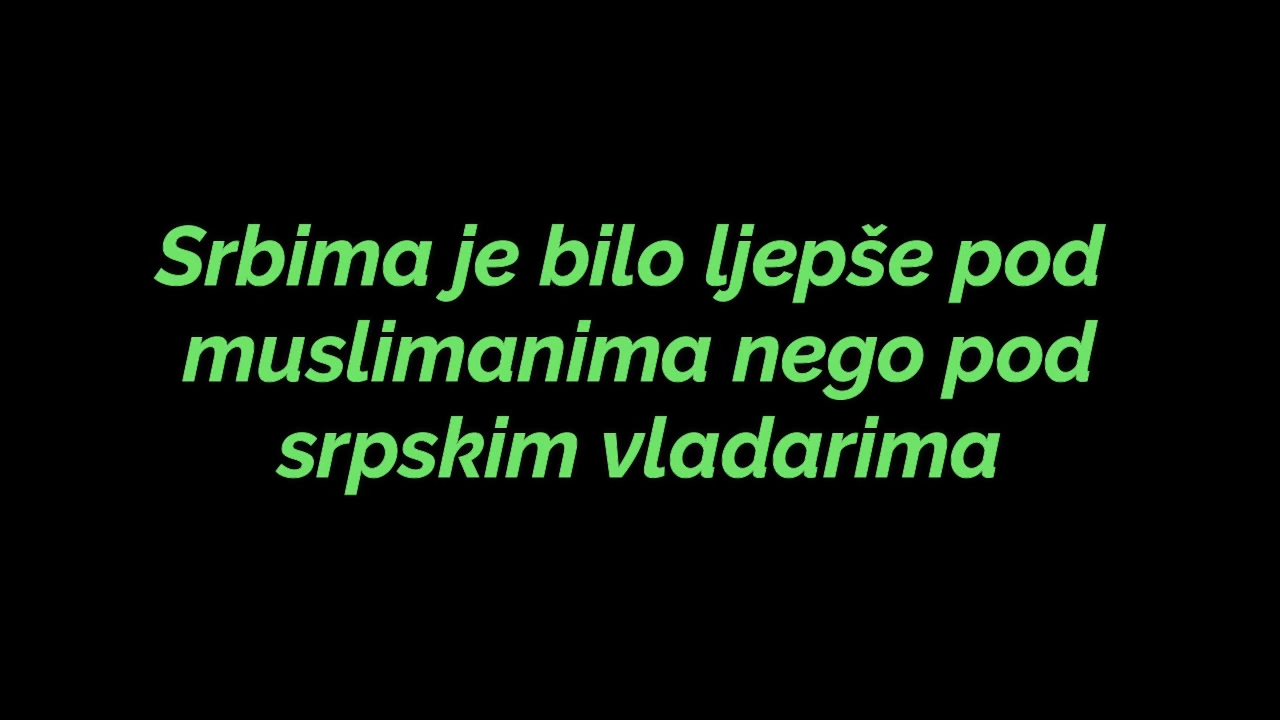 Srbima je bilo ljepše pod
muslimanima nego pod
srpskim vladarima